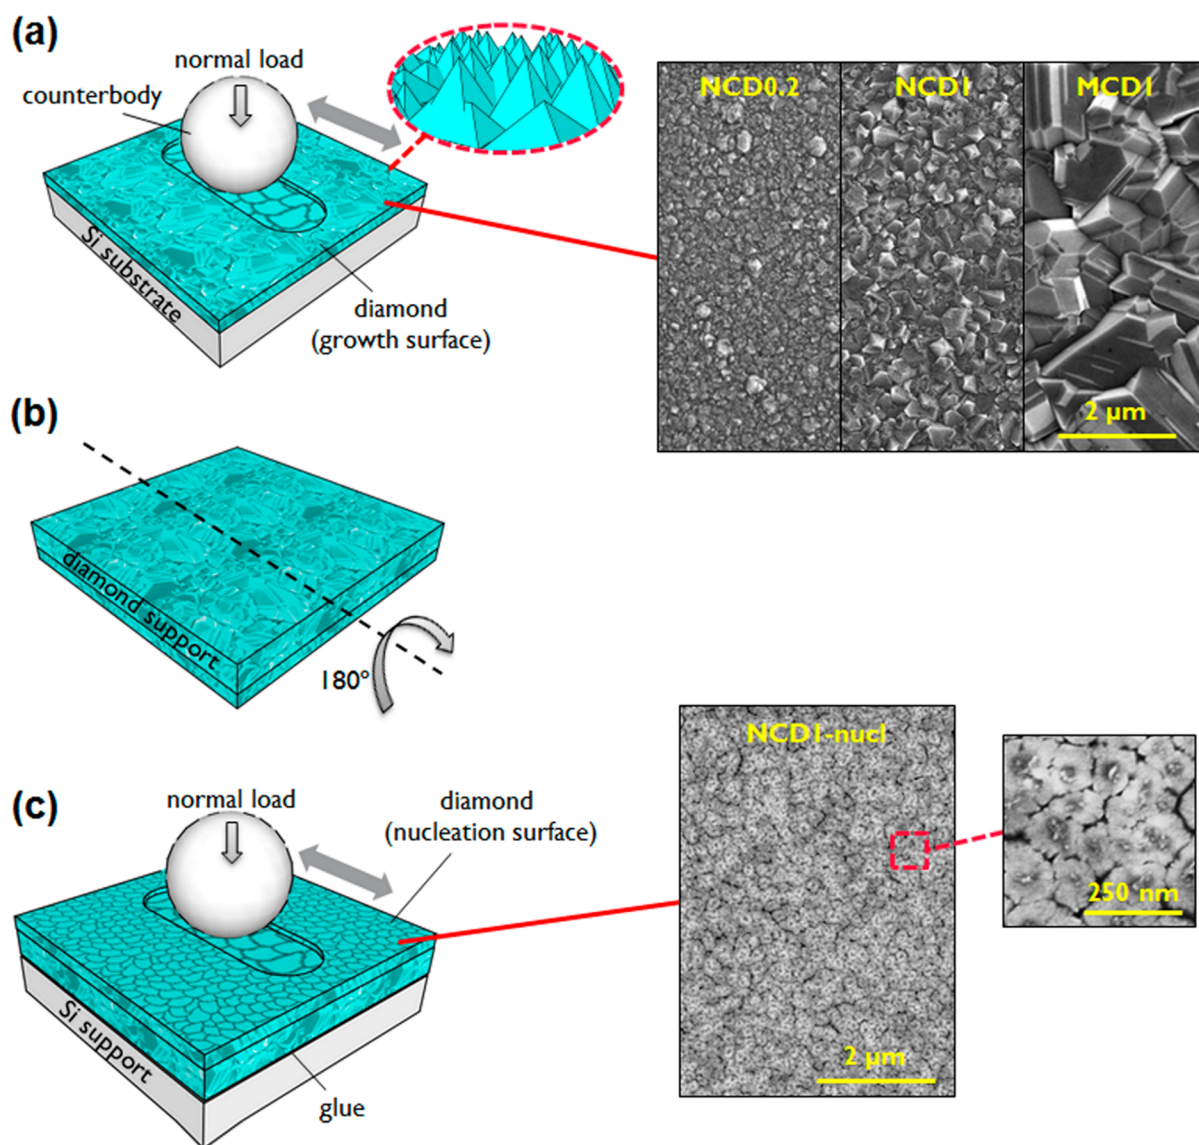 (a)
normal load
counterbody
Si substrate
diamond
(growth surface)
NCD0.2
NCD1
MCD1
2 µm
(b)
diamond support
180°
(c)
normal load
diamond
(nucleation surface)
Si support
glue
NCD1-nucl
2 µm
250 nm